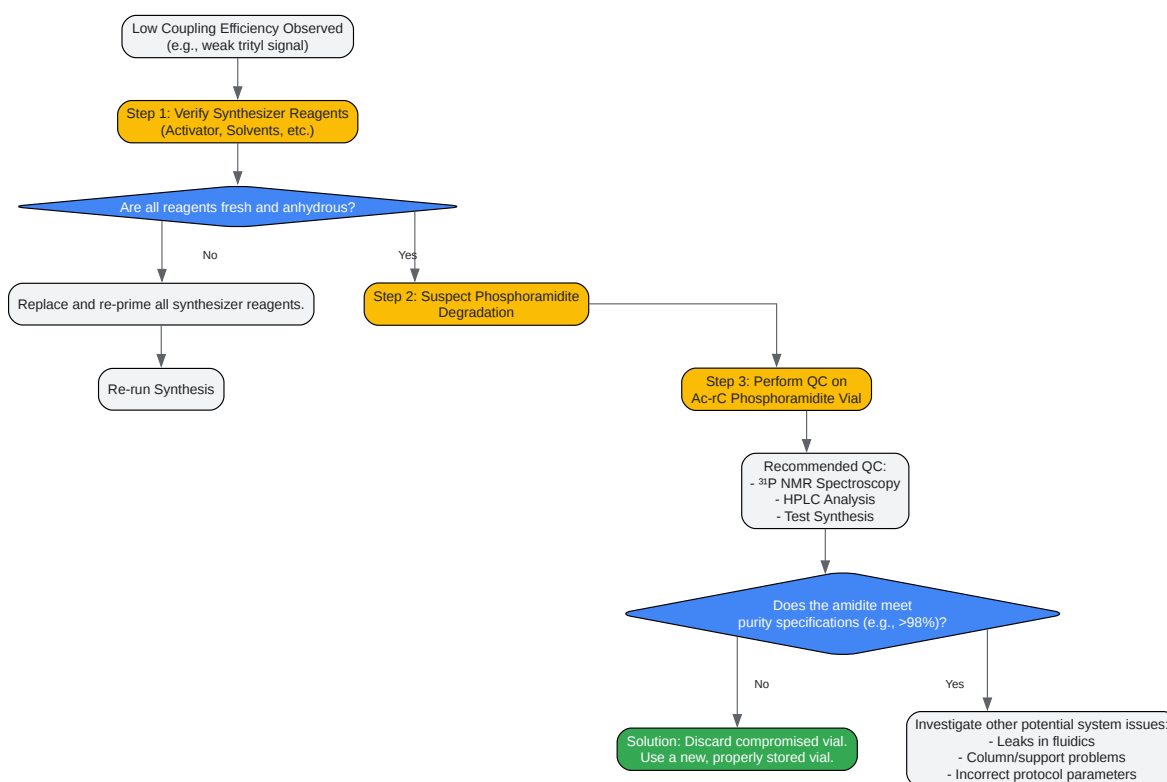 Low Coupling Efficiency Observed
(e.g., weak trityl signal)
Step 1: Verify Synthesizer Reagents
(Activator, Solvents, etc.)
Are all reagents fresh and anhydrous?
No
Yes
Replace and re-prime all synthesizer reagents.
Step 2: Suspect Phosphoramidite
Degradation
Re-run Synthesis
Step 3: Perform QC on
Ac-rC Phosphoramidite Vial
Recommended QC:
- ³¹P NMR Spectroscopy
- HPLC Analysis
- Test Synthesis
Does the amidite meet
purity specifications (e.g., >98%)?
No
Yes
Solution: Discard compromised vial.
Use a new, properly stored vial.
Investigate other potential system issues:
- Leaks in fluidics
- Column/support problems
- Incorrect protocol parameters